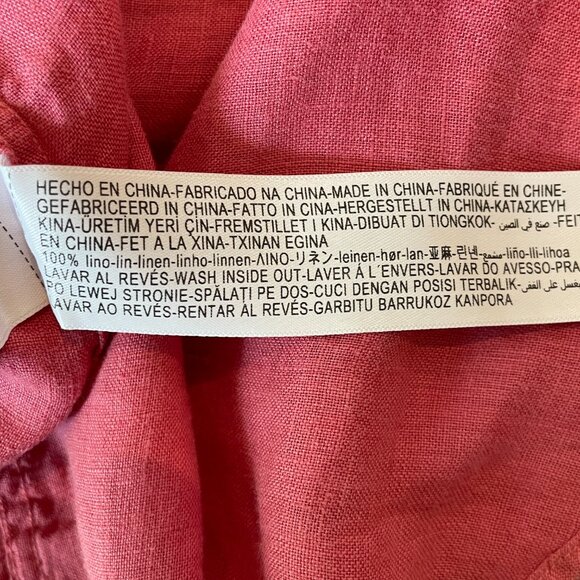 HECHO EN CHINA-FABRICADO NA CHINA-MADE IN CHINA-FABRIQUÉ EN CHINE-
GEFABRICEERD IN CHINA-FATTO IN CINA-HERGESTELLT IN CHINA-ΚΑΤΑΣΚΕΥΗ
ΚΙΝΑ-ÜRETİM YERİ ÇİN-FREMSTILLET I KINA-DIBUAT DI TIONGKOK- صنع في الصين -FEIT
EN CHINA-FET A LA XINA-TXINAN EGINA
100% lino-lin-linen-linho-linnen-ΛΙΝΟ-リネン-leinen-hør-lan-亚麻-린넨-مشمع-liño-lli-lihoa
LAVAR AL REVÉS-WASH INSIDE OUT-LAVER Á L´ENVERS-LAVAR DO AVESSO-PRA
PO LEWEJ STRONIE-SPĂLAȚI PE DOS-CUCI DENGAN POSISI TERBALIK-يغسل على القفى
LAVAR AO REVÉS-RENTAR AL REVÉS-GARBITU BARRUKOZ KANPORA